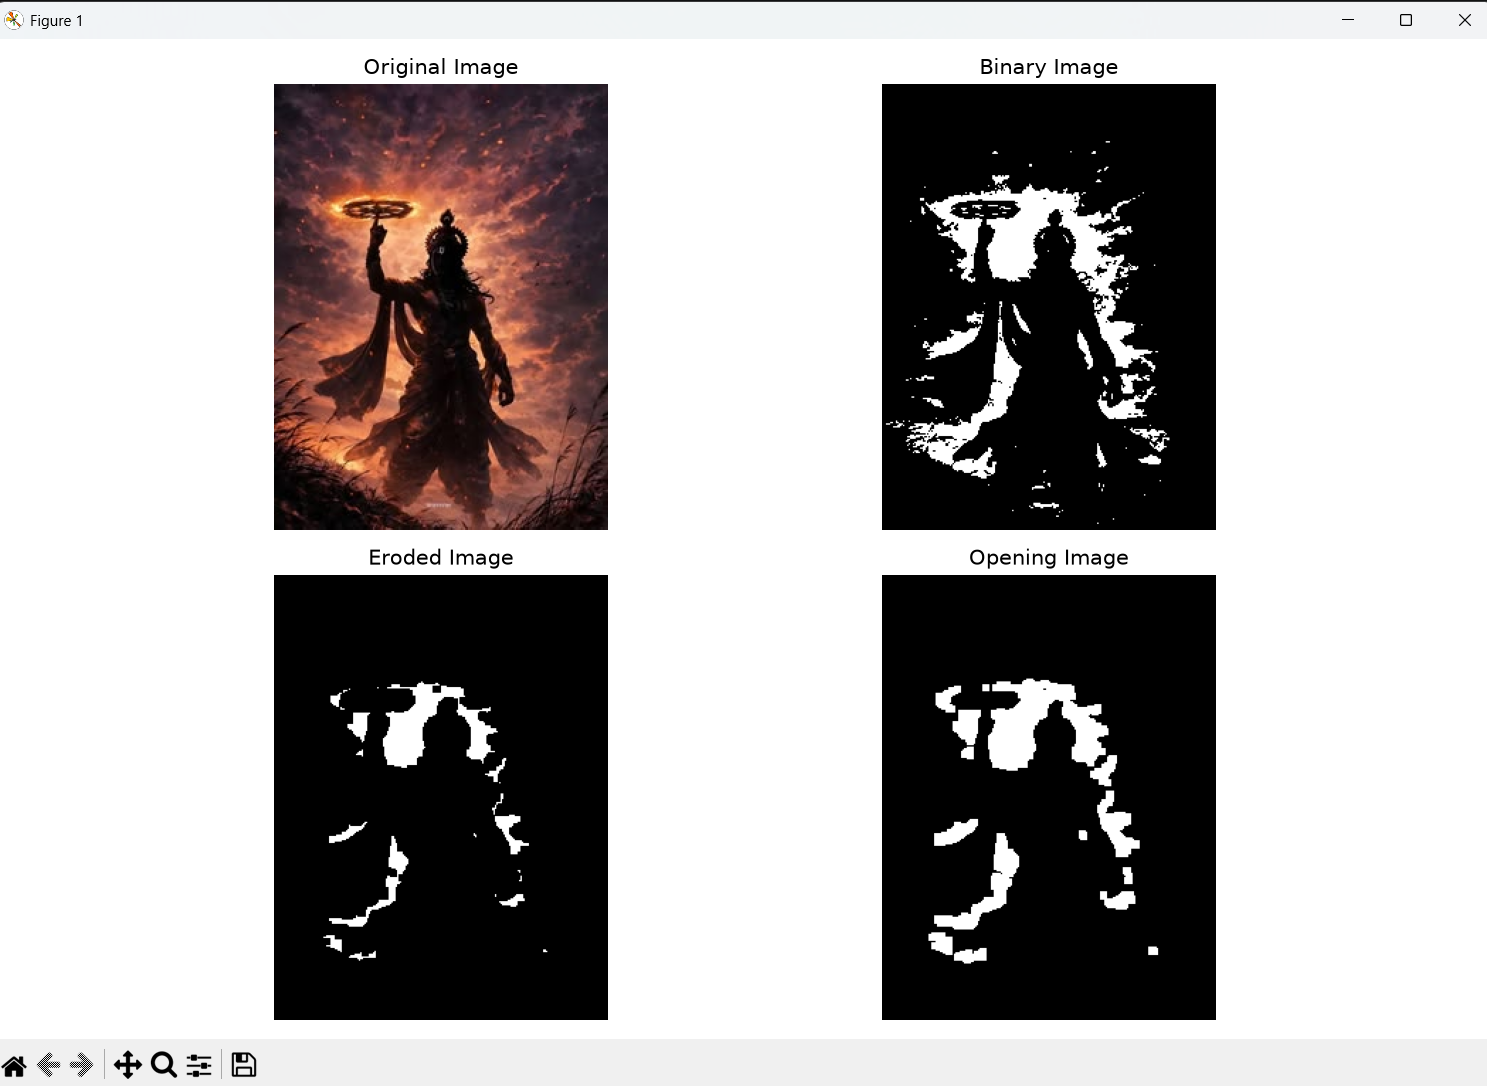 Figure 1
Original Image
Binary Image
Eroded Image
Opening Image